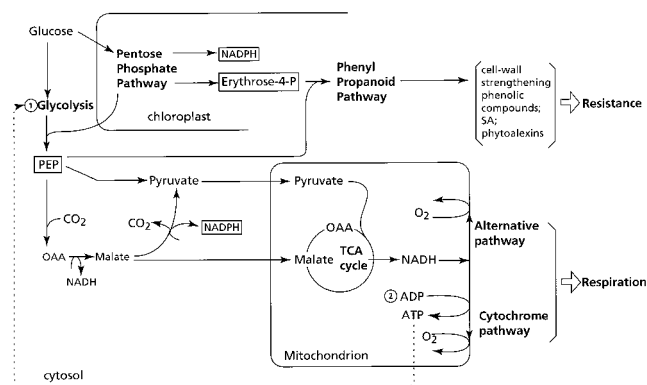 Glucose
Pentose
Phosphate
Pathway
NADPH
Erythrose-4-P
chloroplast
Phenyl
Propanoid
Pathway
cell-wall
strengthening
phenolic
compounds;
SA;
phytoalexins
Resistance
1 Glycolysis
PEP
Pyruvate
Pyruvate
CO2
CO2
NADPH
OAA
Malate
NADH
OAA
Malate
TCA
cycle
NADH
O2
Alternative
pathway
2 ADP
ATP
O2
Cytochrome
pathway
Respiration
Mitochondrion
cytosol